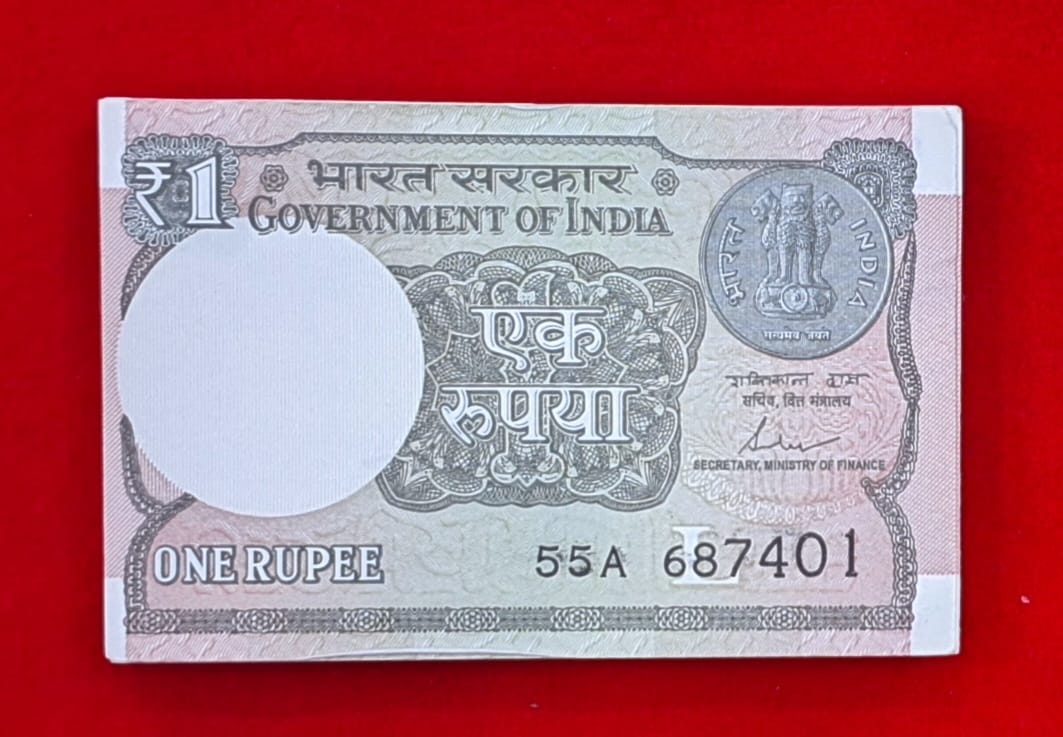 ₹1
भारत सरकार
GOVERNMENT OF INDIA
भारत INDIA
सत्यमेव जयते
एक
रुपया
शक्तिकान्त दास
सचिव, वित्त मंत्रालय
SECRETARY, MINISTRY OF FINANCE
ONE RUPEE
L
55A 687401